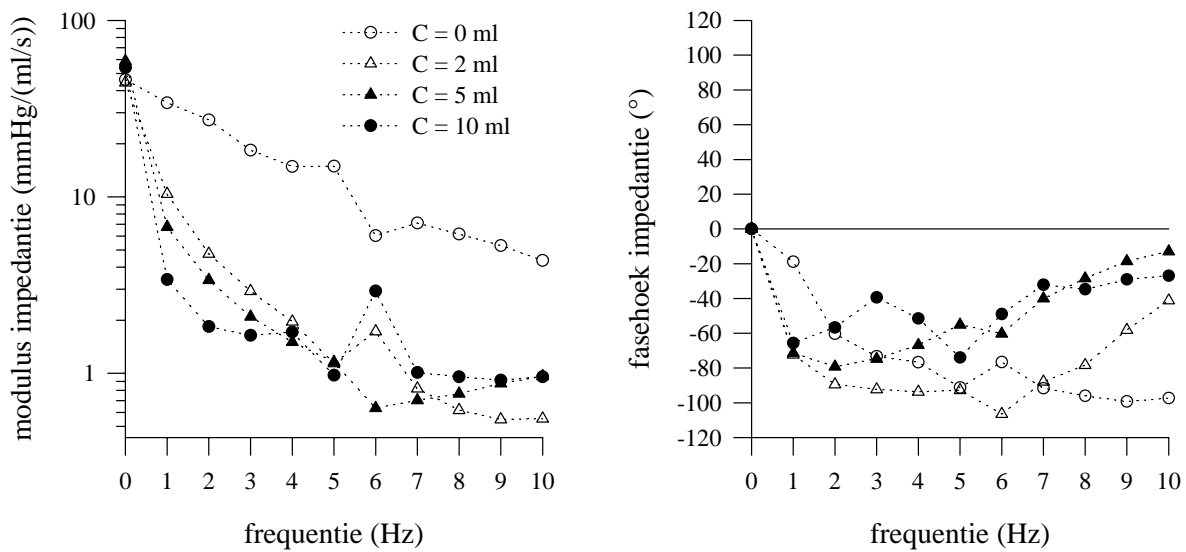 modulus impedantie (mmHg/(ml/s))
100
10
1
C = 0 ml
C = 2 ml
C = 5 ml
C = 10 ml
0 1 2 3 4 5 6 7 8 9 10
frequentie (Hz)
fasehoek impedantie (°)
120
100
80
60
40
20
0
-20
-40
-60
-80
-100
-120
0 1 2 3 4 5 6 7 8 9 10
frequentie (Hz)